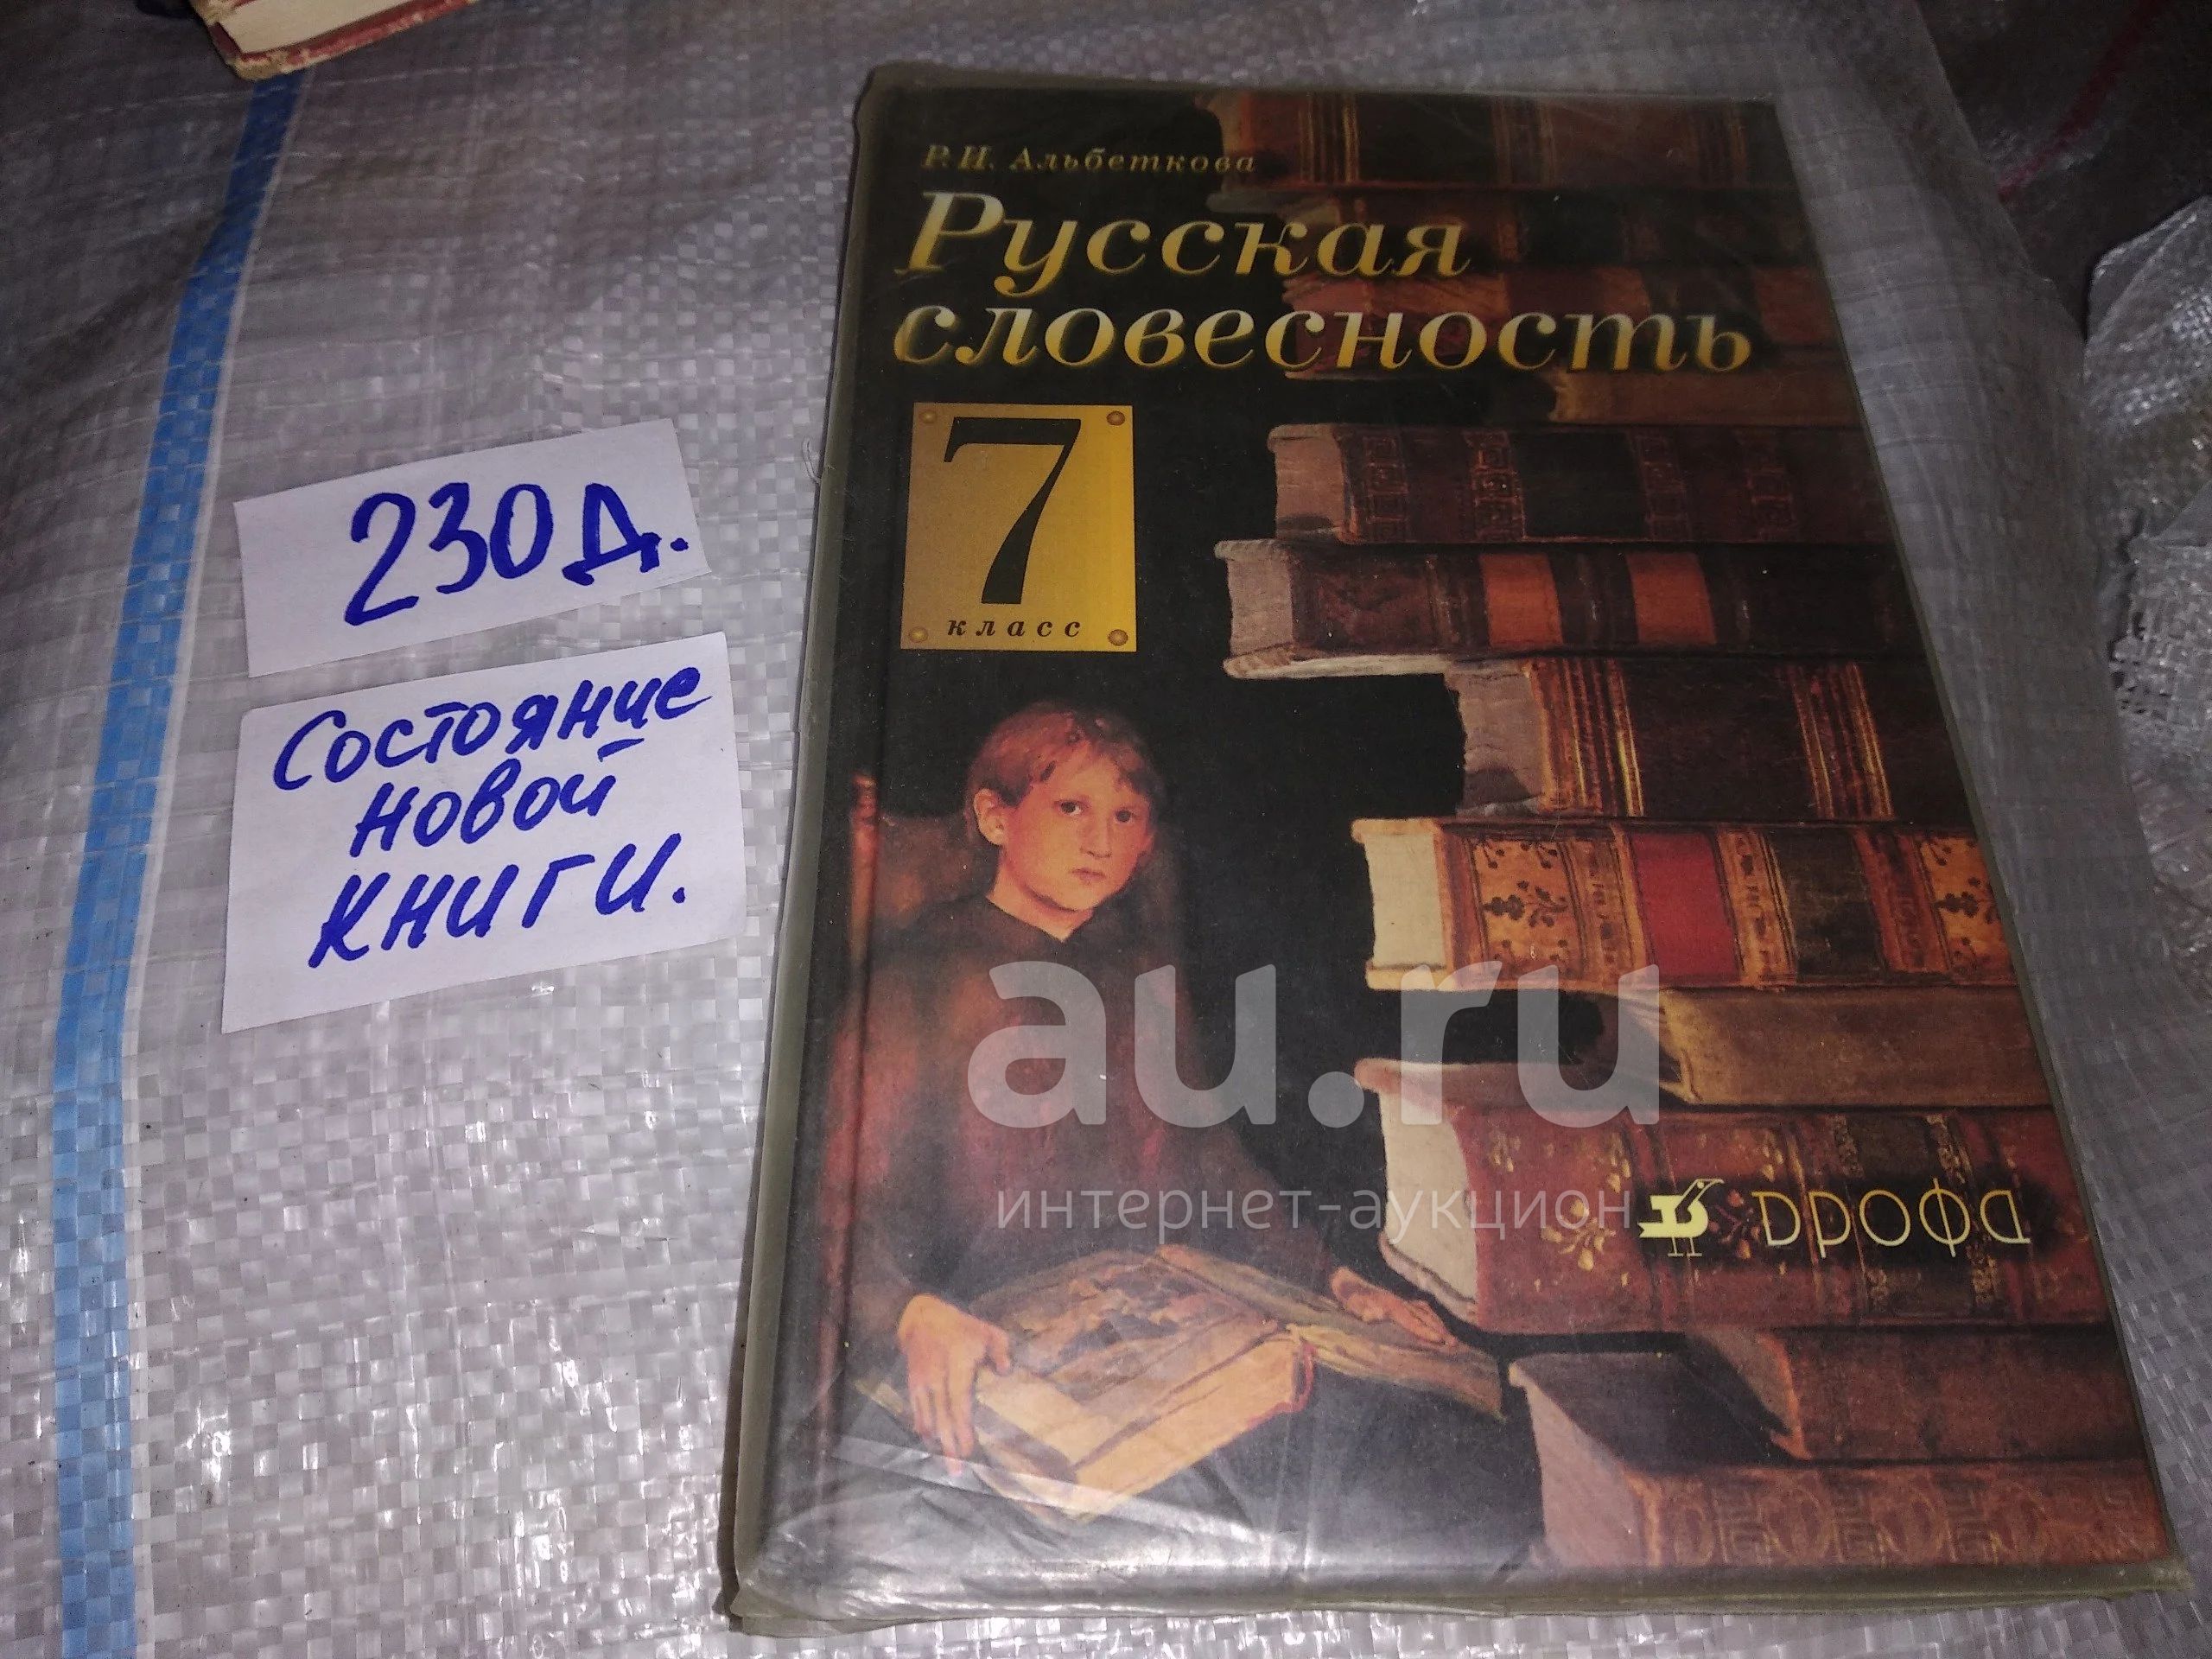 Р. И. Альбеткова
Русская
словесность
7
класс
230 Д.
Состояние
новой
книги.
au.ru
интернет-аукцион
дрофа